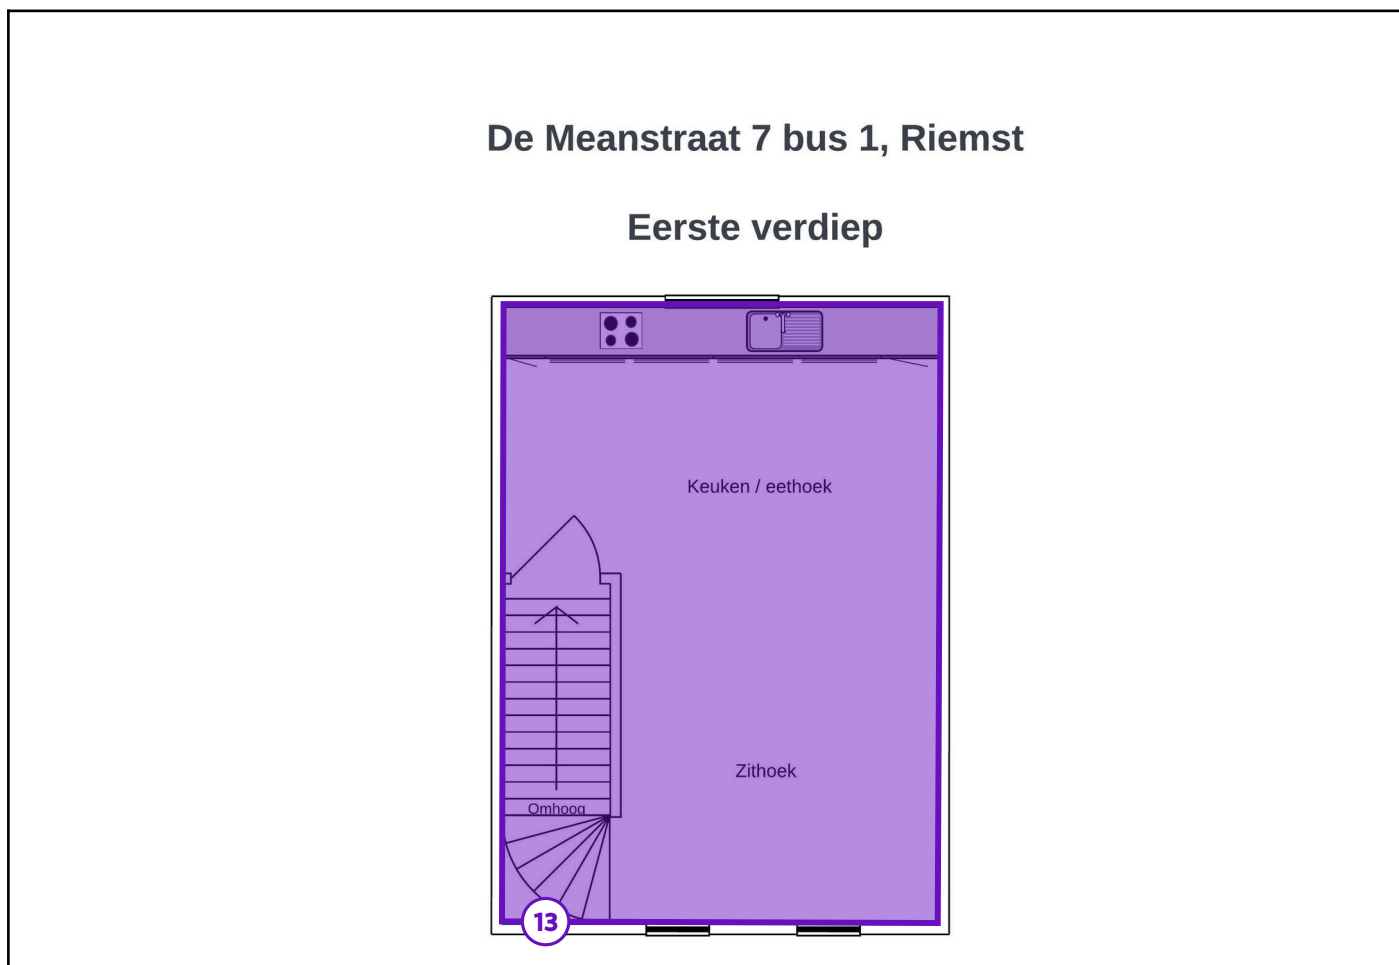 De Meanstraat 7 bus 1, Riemst
Eerste verdiep
Keuken / eethoek
Zithoek
Omhoog
13